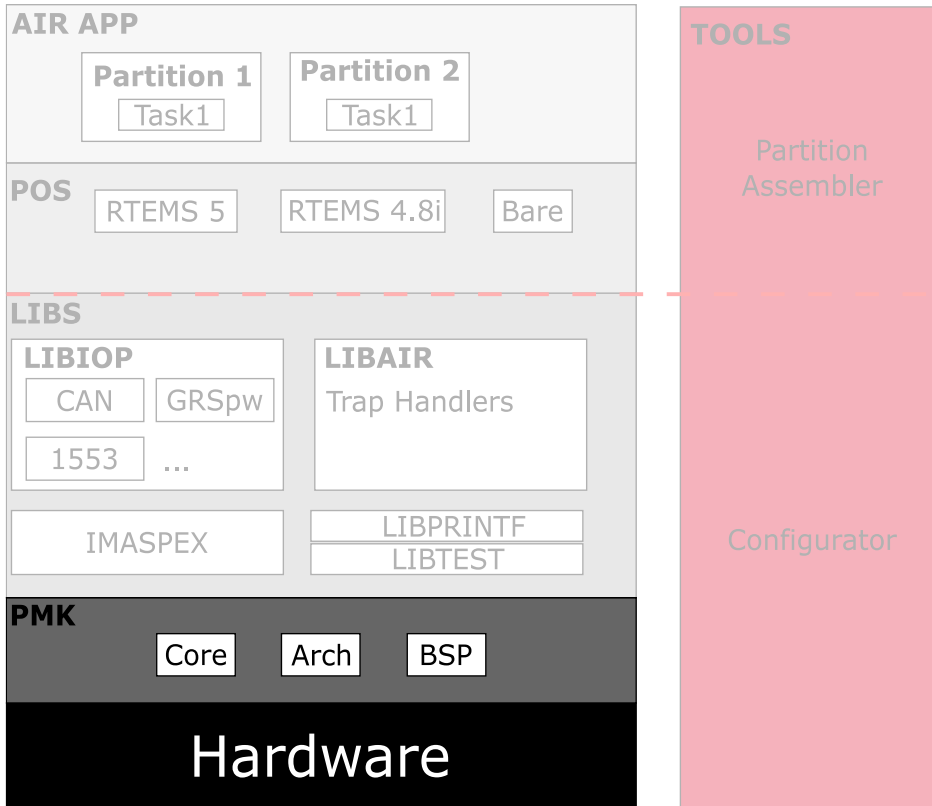 AIR APP
Partition 1
Task1
Partition 2
Task1
POS
RTEMS 5
RTEMS 4.8i
Bare
LIBS
LIBIOP
CAN
GRSpw
1553
...
LIBAIR
Trap Handlers
IMASPEX
LIBPRINTF
LIBTEST
PMK
Core
Arch
BSP
Hardware
TOOLS
Partition
Assembler
Configurator